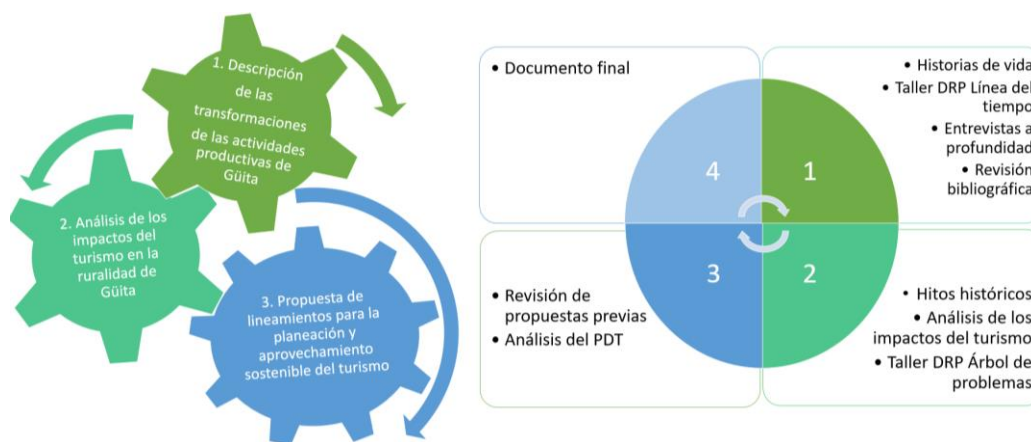 1. Descripción
de las
transformaciones
de las actividades
productivas de
Güita
2. Análisis de los
impactos del
turismo en la
ruralidad de
Güita
3. Propuesta de
lineamientos para la
planeación y
aprovechamiento
sostenible del turismo
• Documento final
• Historias de vida
• Taller DRP Línea del
tiempo
• Entrevistas a
profundidad
• Revisión
bibliográfica
4
1
3
2
• Revisión de
propuestas previas
• Análisis del PDT
• Hitos históricos
• Análisis de los
impactos del turismo
• Taller DRP Árbol de
problemas